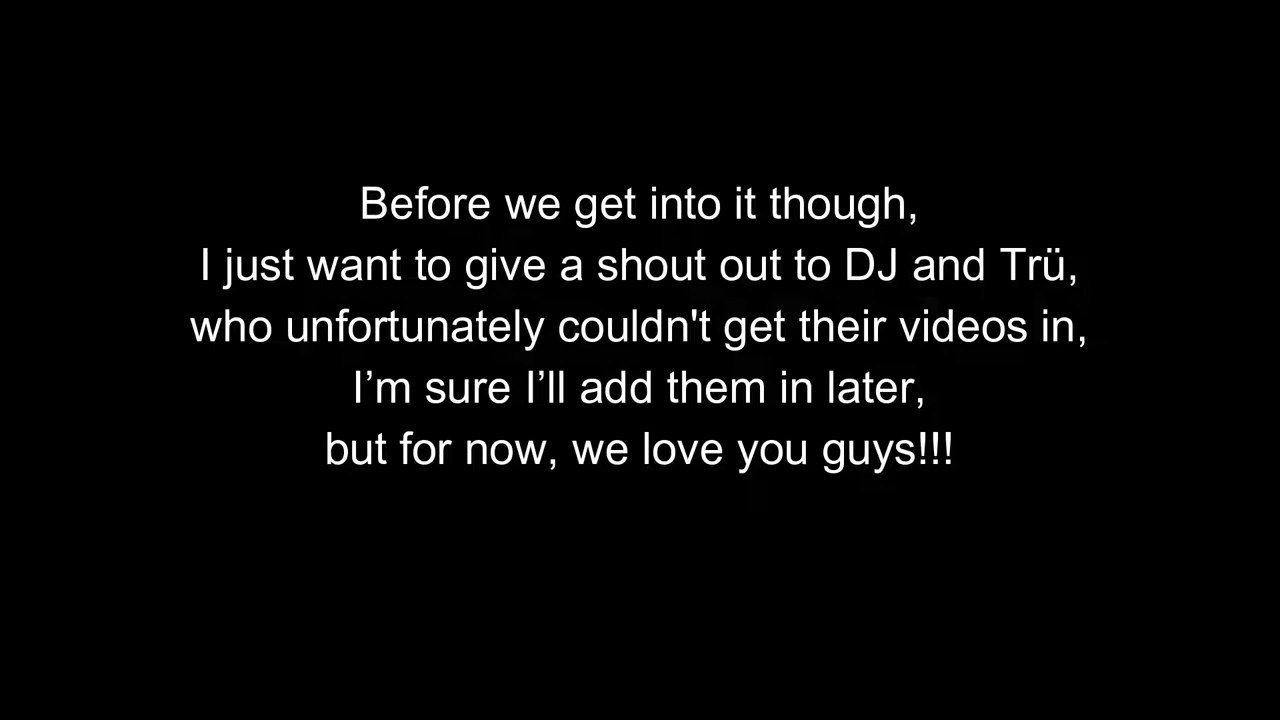 Before we get into it though,
I just want to give a shout out to DJ and Trü,
who unfortunately couldn't get their videos in,
I’m sure I’ll add them in later,
but for now, we love you guys!!!